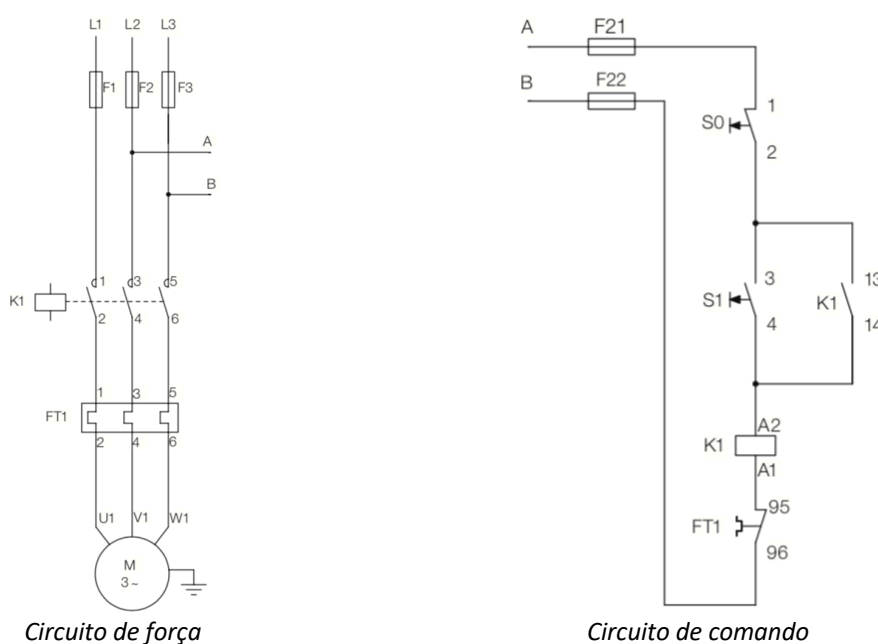 L1 L2 L3
F1 F2 F3
A
B
K1 1 3 5
2 4 6
1 3 5
FT1
2 4 6
U1 V1 W1
M
3~
Circuito de força
A F21
B F22
1
S0
2
3 13
S1 K1
4 14
A2
K1
A1
95
FT1
96
Circuito de comando